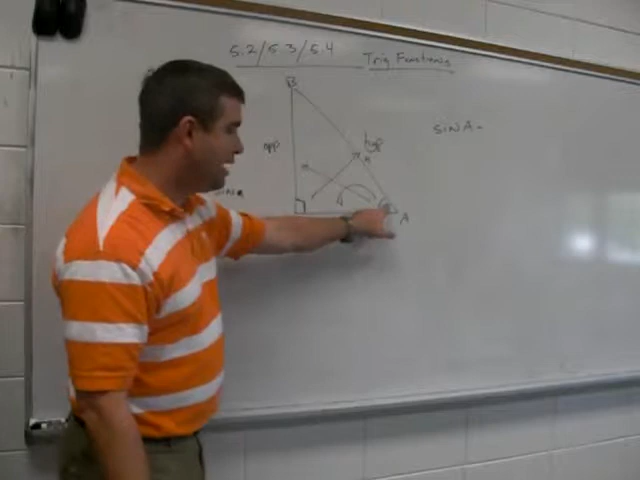 5.2/5.3/5.4 Trig Functions
B
hyp
opp
sin A =
A